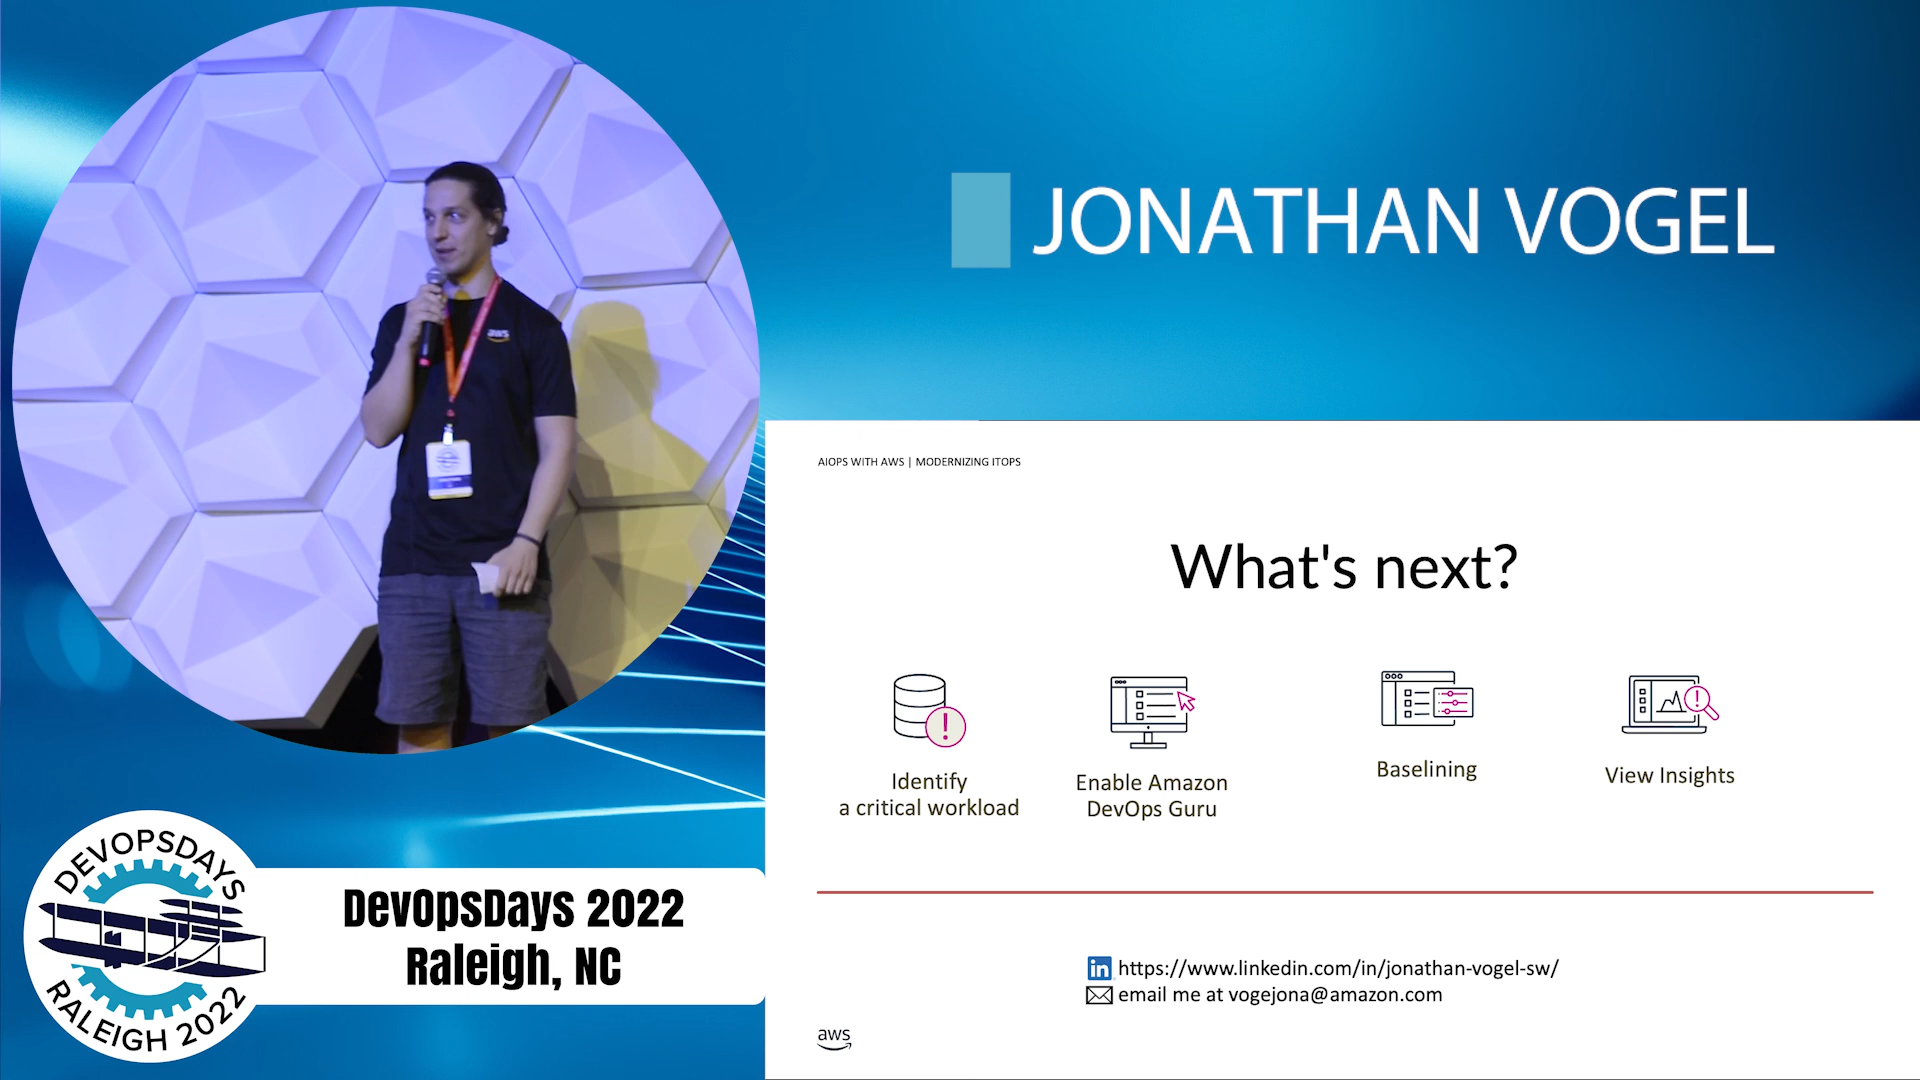 JONATHAN VOGEL
aws
AIOPS WITH AWS | MODERNIZING ITOPS
What's next?
Identify
a critical workload
Enable Amazon
DevOps Guru
Baselining
View Insights
DEVOPSDAYS
RALEIGH 2022
DevOpsDays 2022
Raleigh, NC
in https://www.linkedin.com/in/jonathan-vogel-sw/
email me at vogejona@amazon.com
aws